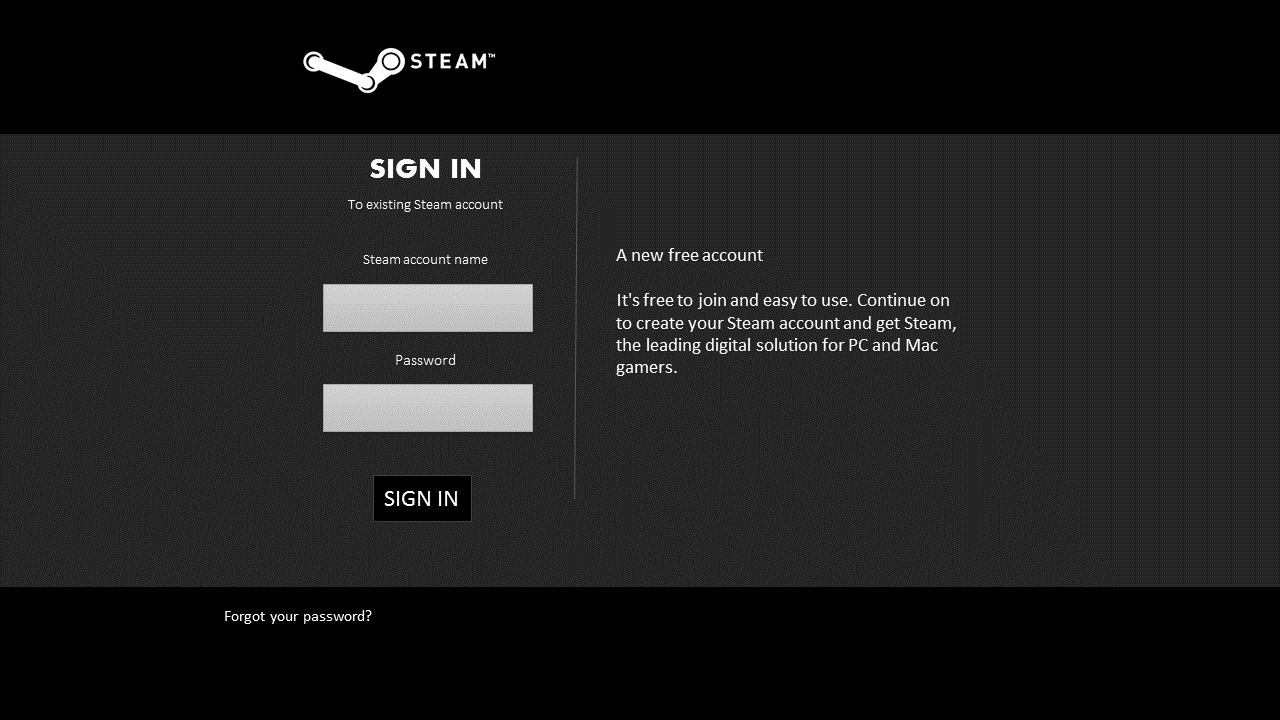 STEAM™
SIGN IN
To existing Steam account
Steam account name
Password
SIGN IN
A new free account
It's free to join and easy to use. Continue on
to create your Steam account and get Steam,
the leading digital solution for PC and Mac
gamers.
Forgot your password?